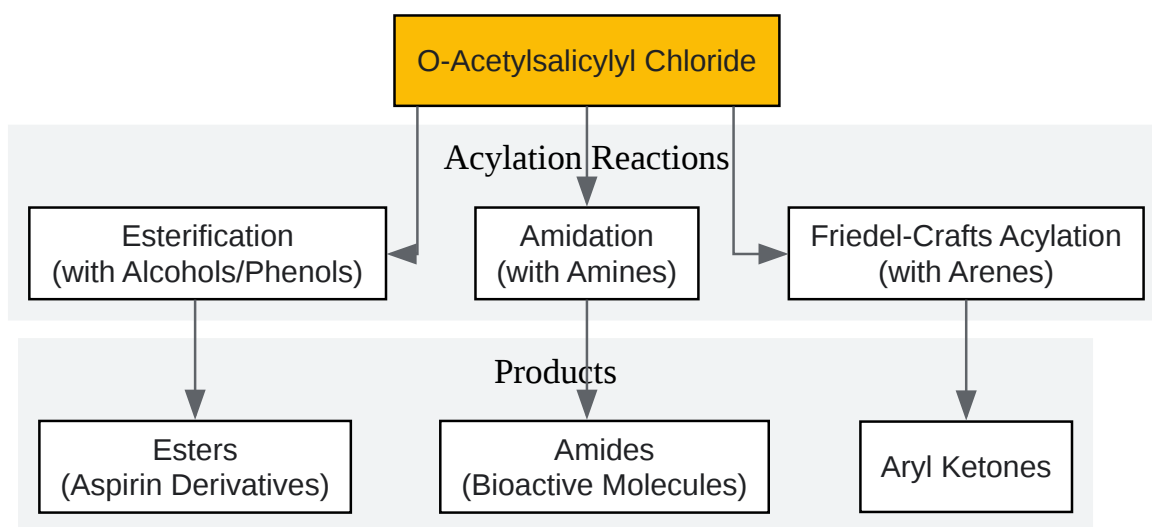 O-Acetylsalicylyl Chloride
Acylation Reactions
Esterification
(with Alcohols/Phenols)
Amidation
(with Amines)
Friedel-Crafts Acylation
(with Arenes)
Products
Esters
(Aspirin Derivatives)
Amides
(Bioactive Molecules)
Aryl Ketones